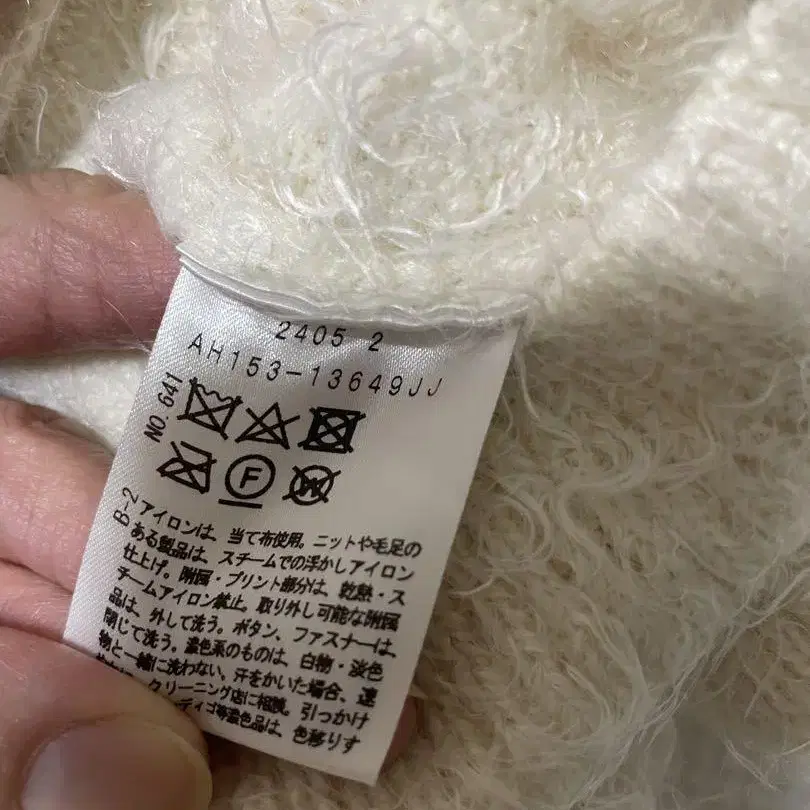 2405 2
AH153-13649JJ
NO. 641
F
W
B-2
アイロンは、当て布使用。ニットや毛足の
ある製品は、スチームでの浮かしアイロン
仕上げ。附属・プリント部分は、乾熱・ス
チームアイロン禁止。取り外し可能な附属
品は、外して洗う。ボタン、ファスナーは、
閉じて洗う。濃色系のものは、白物・淡色
物と一緒に洗わない。汗をかいた場合、速
クリーニング店に相談。引っかけ
ディゴ等濃色品は、色移りす